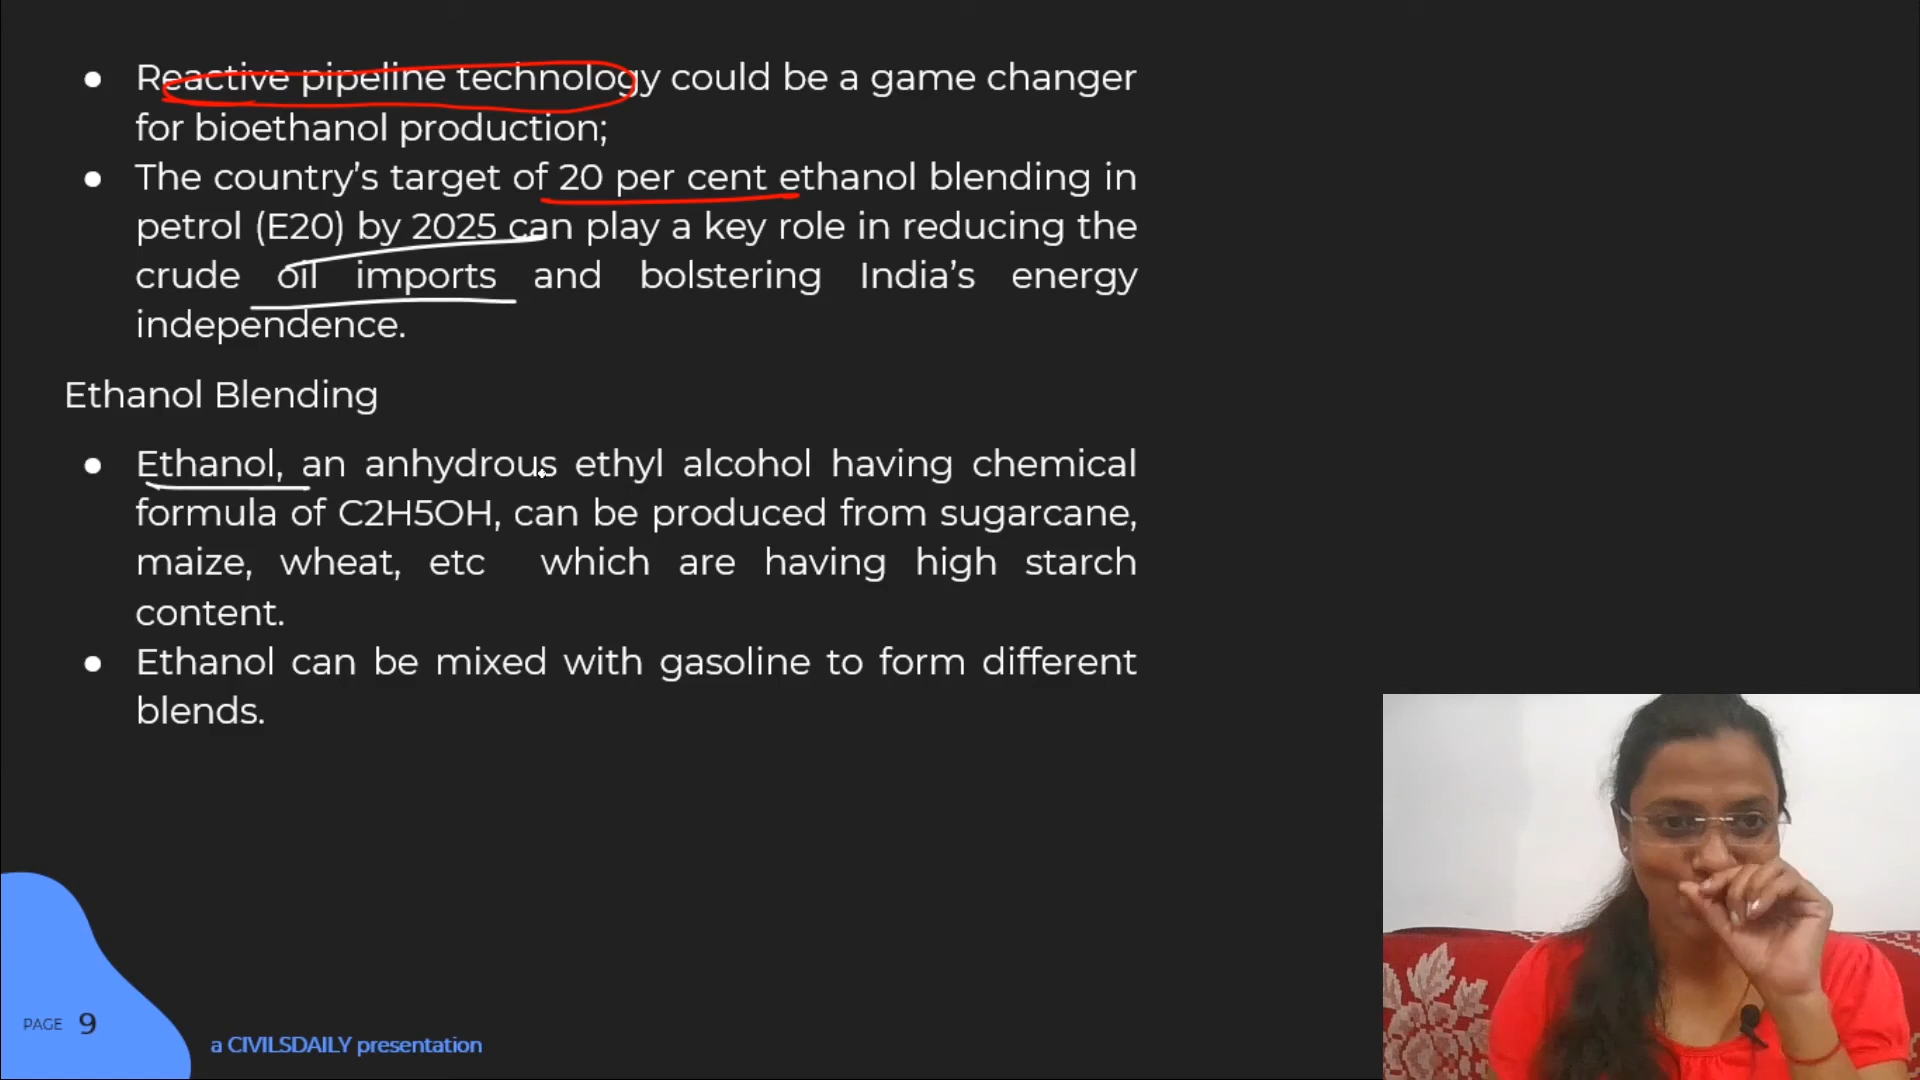 ● Reactive pipeline technology could be a game changer
for bioethanol production;
● The country’s target of 20 per cent ethanol blending in
petrol (E20) by 2025 can play a key role in reducing the
crude oil imports and bolstering India’s energy
independence.
Ethanol Blending
● Ethanol, an anhydrous ethyl alcohol having chemical
formula of C2H5OH, can be produced from sugarcane,
maize, wheat, etc which are having high starch
content.
● Ethanol can be mixed with gasoline to form different
blends.
PAGE 9
a CIVILSDAILY presentation